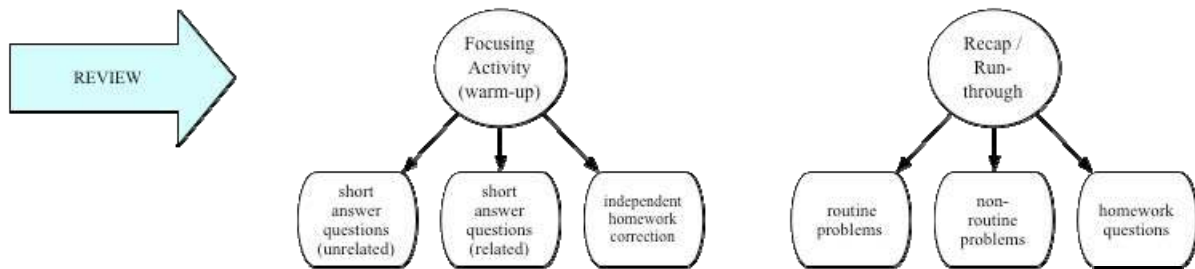 REVIEW
Focusing
Activity
(warm-up)
Recap /
Run-
through
short
answer
questions
(unrelated)
short
answer
questions
(related)
independent
homework
correction
routine
problems
non-
routine
problems
homework
questions